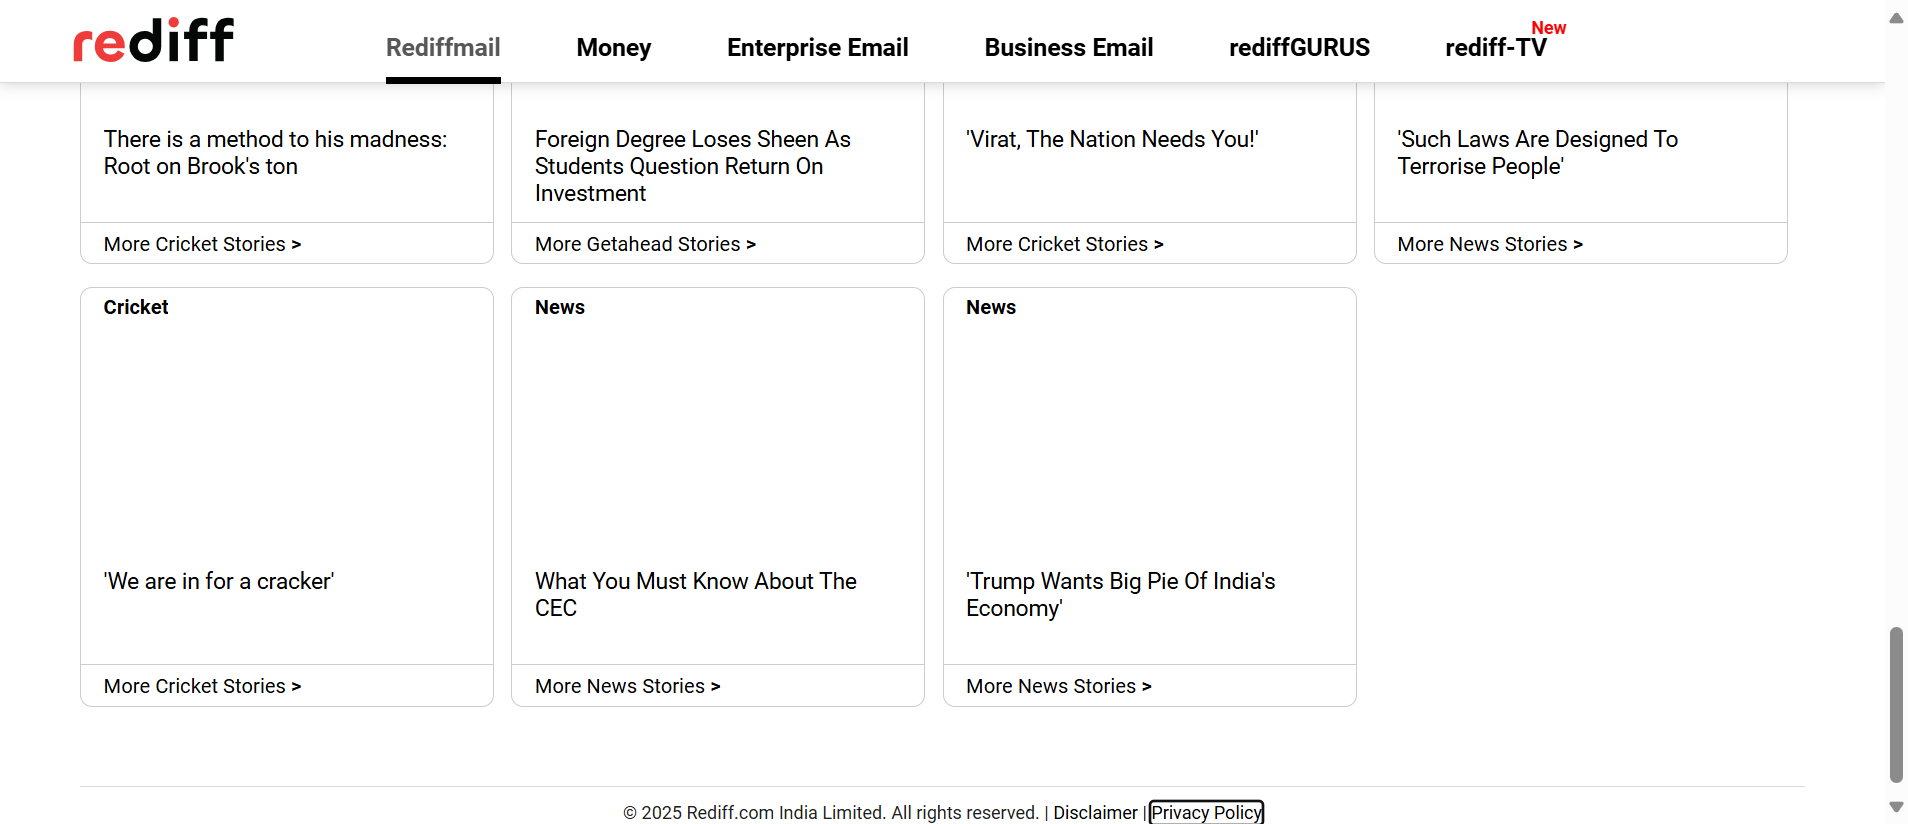 rediff
Rediffmail
Money
Enterprise Email
Business Email
rediffGURUS
rediff-TV
New
There is a method to his madness:
Root on Brook's ton
More Cricket Stories >
Foreign Degree Loses Sheen As
Students Question Return On
Investment
More Getahead Stories >
'Virat, The Nation Needs You!'
More Cricket Stories >
'Such Laws Are Designed To
Terrorise People'
More News Stories >
Cricket
'We are in for a cracker'
More Cricket Stories >
News
What You Must Know About The
CEC
More News Stories >
News
'Trump Wants Big Pie Of India's
Economy'
More News Stories >
© 2025 Rediff.com India Limited. All rights reserved. | Disclaimer | Privacy Policy